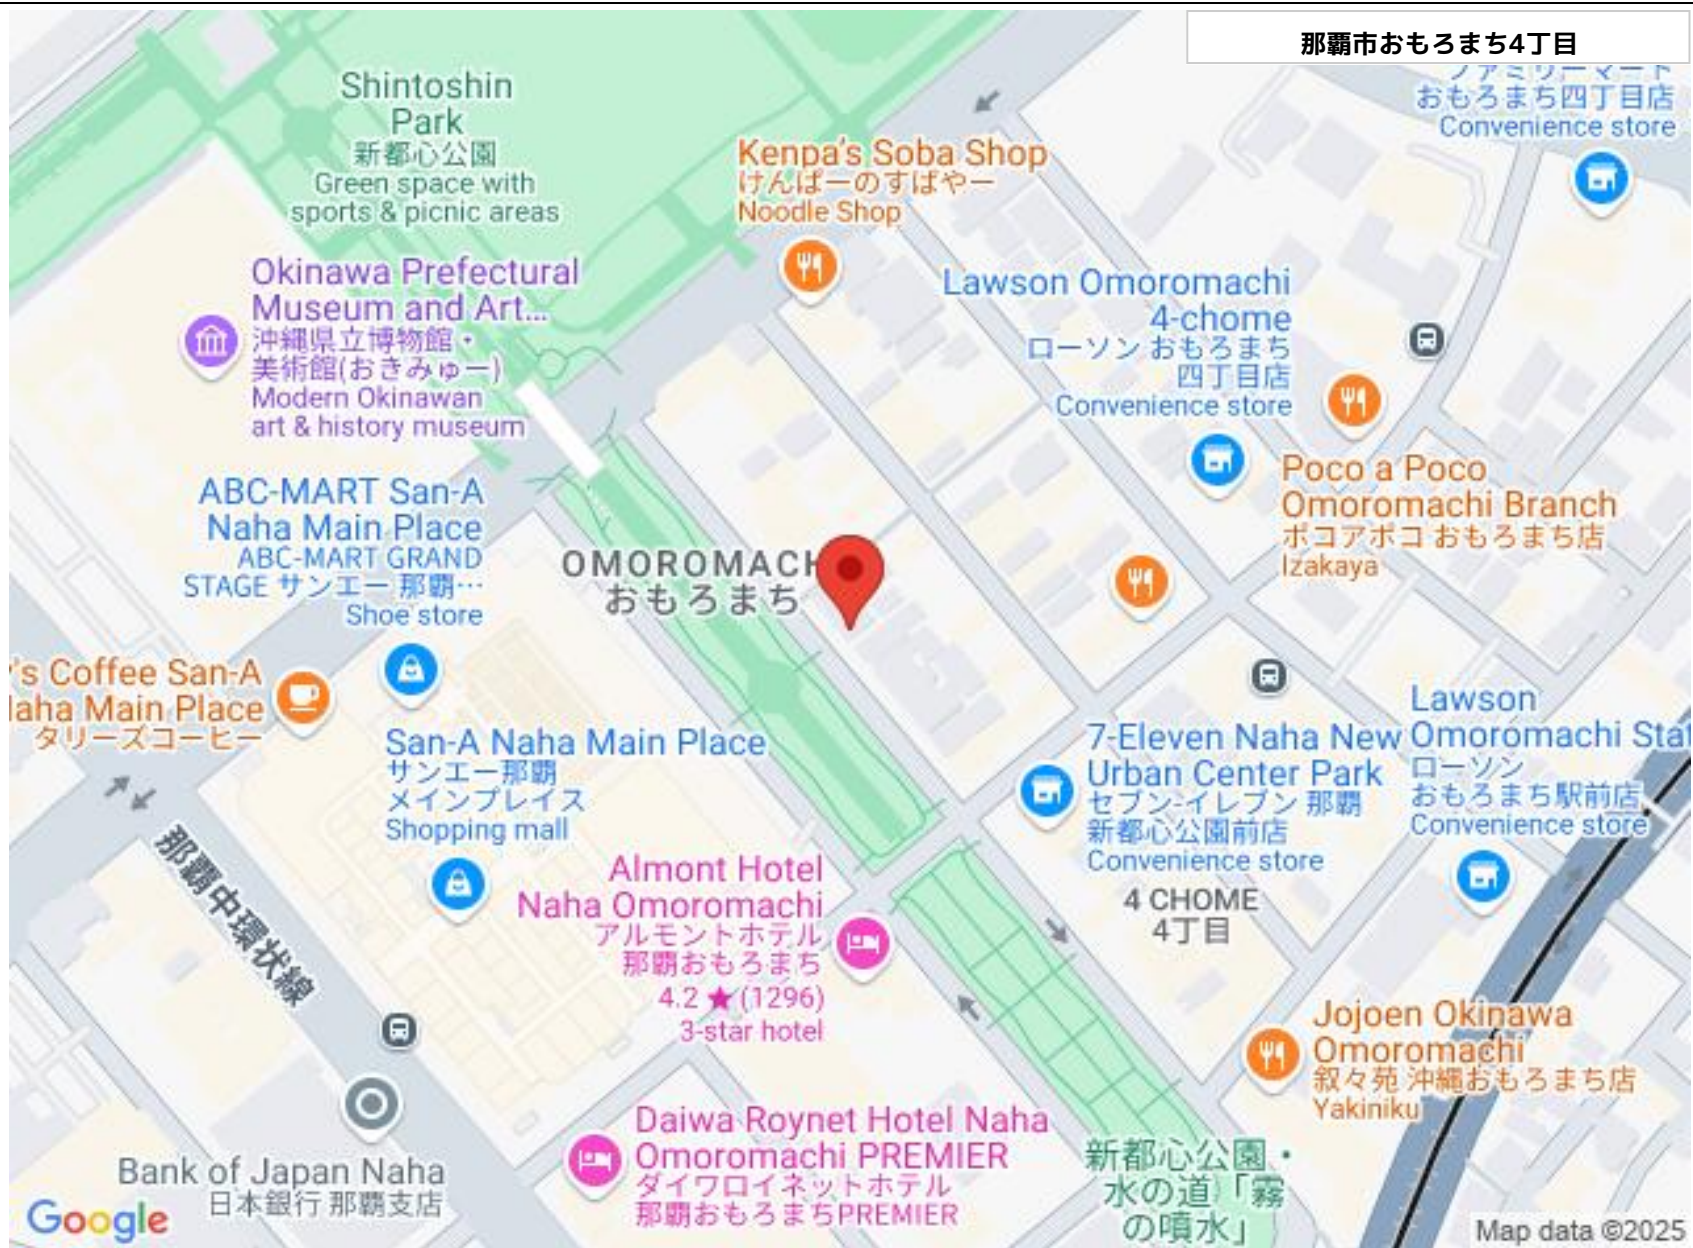 那覇市おもろまち4丁目
ファミリーマート
おもろまち四丁目店
Convenience store
Shintoshin
Park
新都心公園
Green space with
sports & picnic areas
Kenpa's Soba Shop
けんぱーのすばやー
Noodle Shop
Okinawa Prefectural
Museum and Art...
沖縄県立博物館・
美術館(おきみゅー)
Modern Okinawan
art & history museum
Lawson Omoromachi
4-chome
ローソン おもろまち
四丁目店
Convenience store
Poco a Poco
Omoromachi Branch
ポコアポコ おもろまち店
Izakaya
ABC-MART San-A
Naha Main Place
ABC-MART GRAND
STAGE サンエー 那覇…
Shoe store
OMOROMACH
おもろまち
's Coffee San-A
Naha Main Place
タリーズコーヒー
San-A Naha Main Place
サンエー那覇
メインプレイス
Shopping mall
7-Eleven Naha New
Urban Center Park
セブン-イレブン 那覇
新都心公園前店
Convenience store
Lawson
Omoromachi Stat
ローソン
おもろまち駅前店
Convenience store
那覇中環状線
Almont Hotel
Naha Omoromachi
アルモントホテル
那覇おもろまち
4.2 ★ (1296)
3-star hotel
4 CHOME
4丁目
Jojoen Okinawa
Omoromachi
叙々苑 沖縄おもろまち店
Yakiniku
Daiwa Roynet Hotel Naha
Omoromachi PREMIER
ダイワロイネットホテル
那覇おもろまちPREMIER
新都心公園・
水の道「霧
の噴水」
Bank of Japan Naha
日本銀行 那覇支店
Google
Map data ©2025